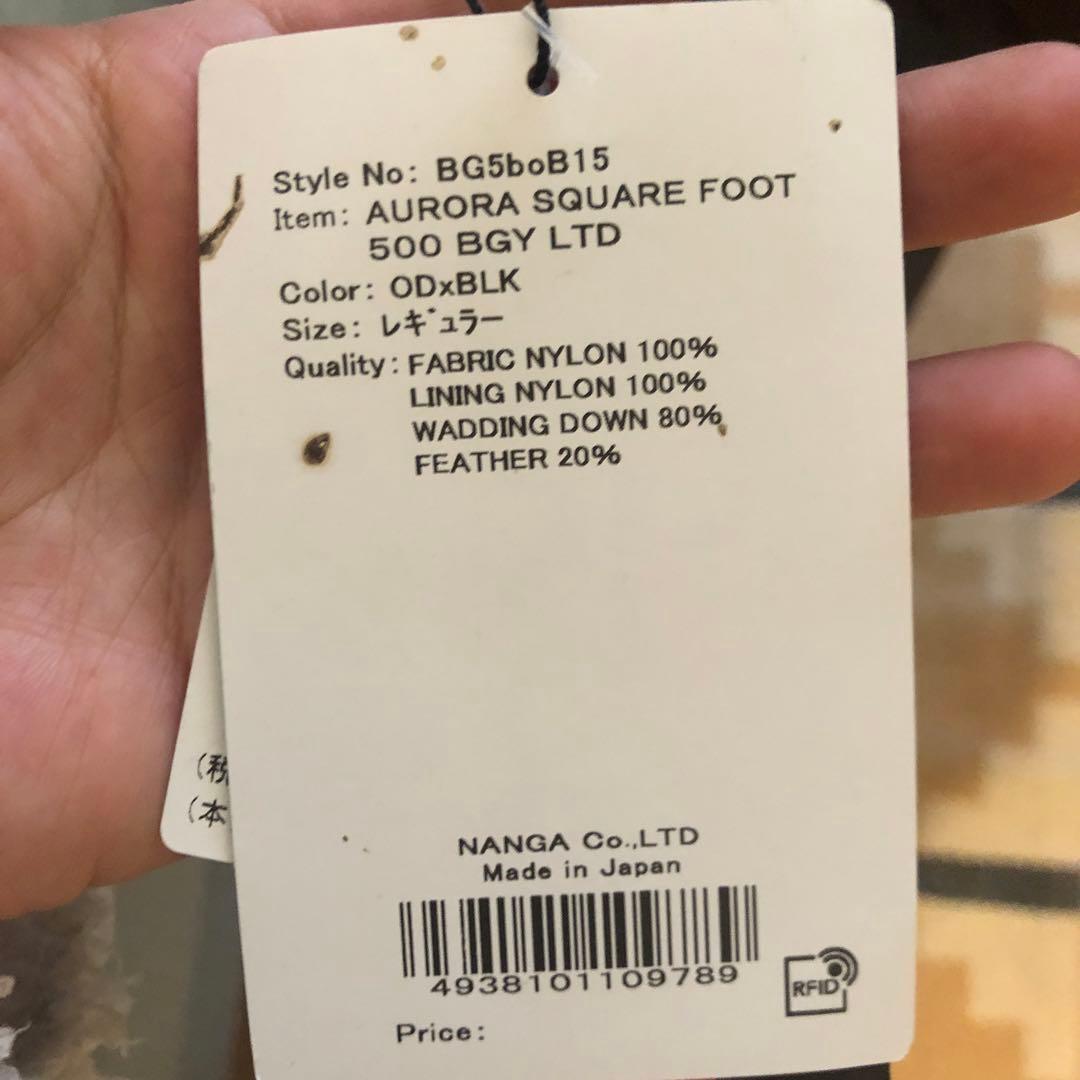 Style No: BG5boB15
Item: AURORA SQUARE FOOT
500 BGY LTD
Color: ODxBLK
Size: レギュラー
Quality: FABRIC NYLON 100%
LINING NYLON 100%
WADDING DOWN 80%
FEATHER 20%
(税
(本
NANGA Co.,LTD
Made in Japan
4938101109789
RFID
Price: